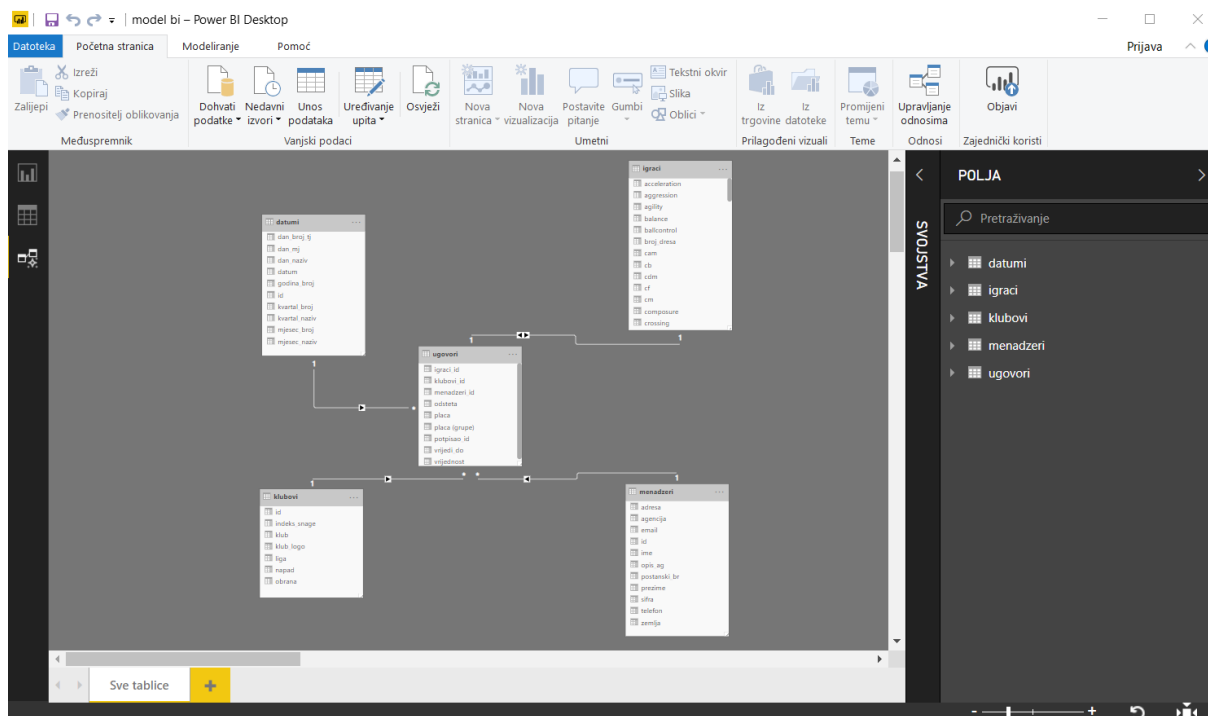 model bi – Power BI Desktop
Datoteka Početna stranica Modeliranje Pomoć Prijava
Zalijepi
Izreži
Kopiraj
Prenositelj oblikovanja
Međuspremnik
Dohvati podatke
Nedavni izvori
Unos podataka
Uređivanje upita
Osvježi
Vanjski podaci
Nova stranica
Nova vizualizacija
Postavite pitanje
Gumbi
Tekstni okvir
Slika
Oblici
Umetni
Iz trgovine
Iz datoteke
Prilagođeni vizuali
Promijeni temu
Teme
Upravljanje odnosima
Odnosi
Objavi
Zajednički koristi
igraci
acceleration
aggression
agility
balance
ballcontrol
broj_dresa
cam
cb
cdm
cf
cm
composure
crossing
datumi
dan_broj_tj
dan_mj
dan_naziv
datum
godina_broj
id
kvartal_broj
kvartal_naziv
mjesec_broj
mjesec_naziv
1
1
1
ugovori
igraci_id
klubovi_id
menadzeri_id
odsteta
placa
placa (grupe)
potpisao_id
vrijedi_do
vrijednost
1
1
klubovi
id
indeks_snage
klub
klub_logo
liga
napad
obrana
menadzeri
adresa
agencija
email
id
ime
opis_ag
postanski_br
prezime
sifra
telefon
zemlja
SVOJSTVA
POLJA
Pretraživanje
datumi
igraci
klubovi
menadzeri
ugovori
Sve tablice +
- +